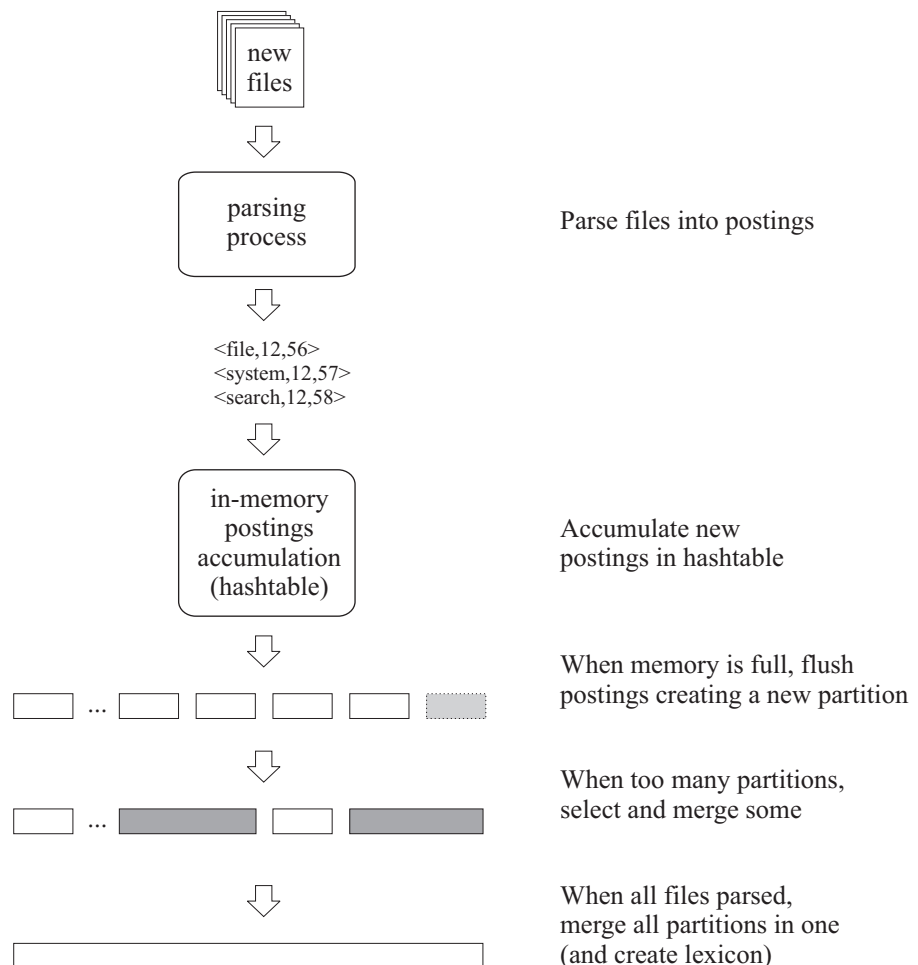 new
files
parsing
process
Parse files into postings
<file,12,56>
<system,12,57>
<search,12,58>
in-memory
postings
accumulation
(hashtable)
Accumulate new
postings in hashtable
When memory is full, flush
postings creating a new partition
...
When too many partitions,
select and merge some
...
When all files parsed,
merge all partitions in one
(and create lexicon)